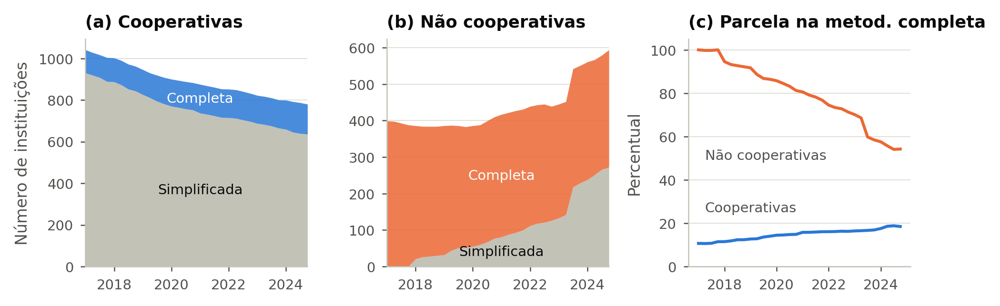 (a) Cooperativas
Número de instituições
1000
800
600
400
200
0
Completa
Simplificada
2018
2020
2022
2024
(b) Não cooperativas
600
500
400
300
200
100
0
Completa
Simplificada
2018
2020
2022
2024
(c) Parcela na metod. completa
Percentual
100
80
60
40
20
0
Não cooperativas
Cooperativas
2018
2020
2022
2024